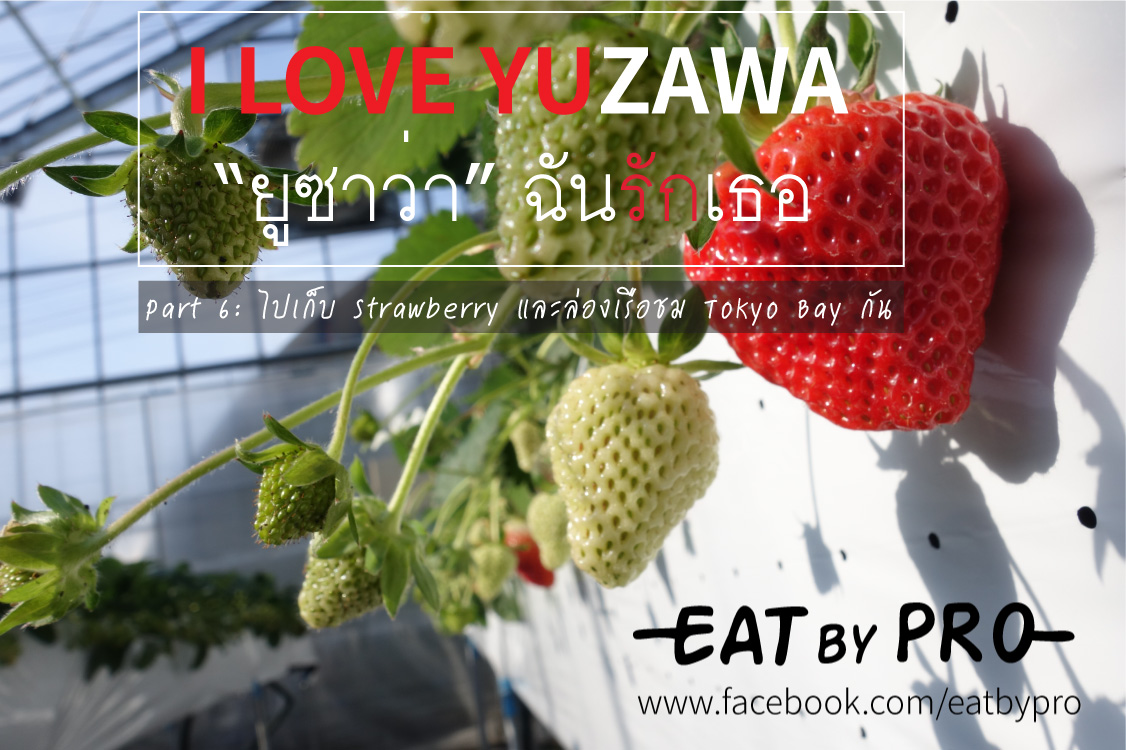 I LOVE YUZAWA
“ยูซาว่า” ฉันรักเธอ
Part 6: ไปเก็บ Strawberry และล่องเรือชม Tokyo Bay กัน
EAT BY PRO
www.facebook.com/eatbypro